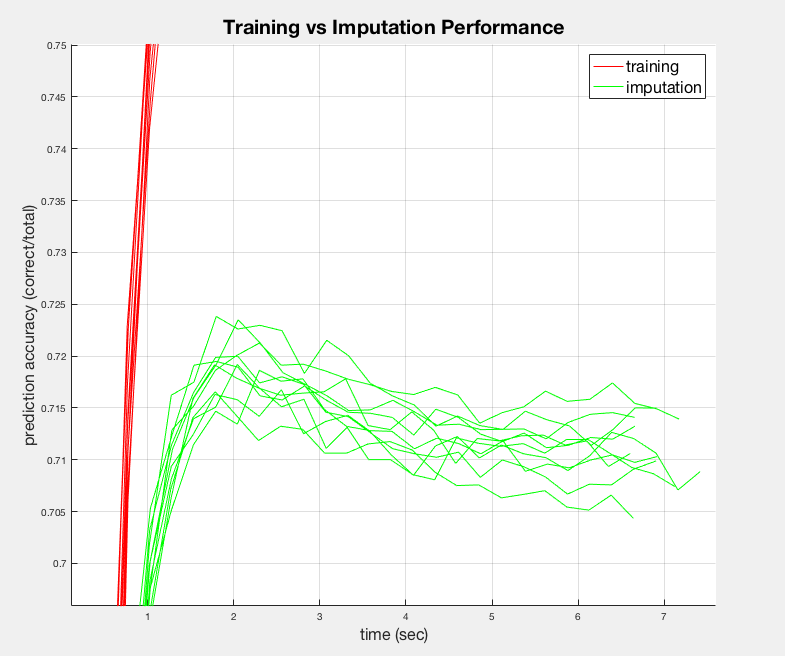 Training vs Imputation Performance
training
imputation
prediction accuracy (correct/total)
0.75
0.745
0.74
0.735
0.73
0.725
0.72
0.715
0.71
0.705
0.7
1 2 3 4 5 6 7
time (sec)